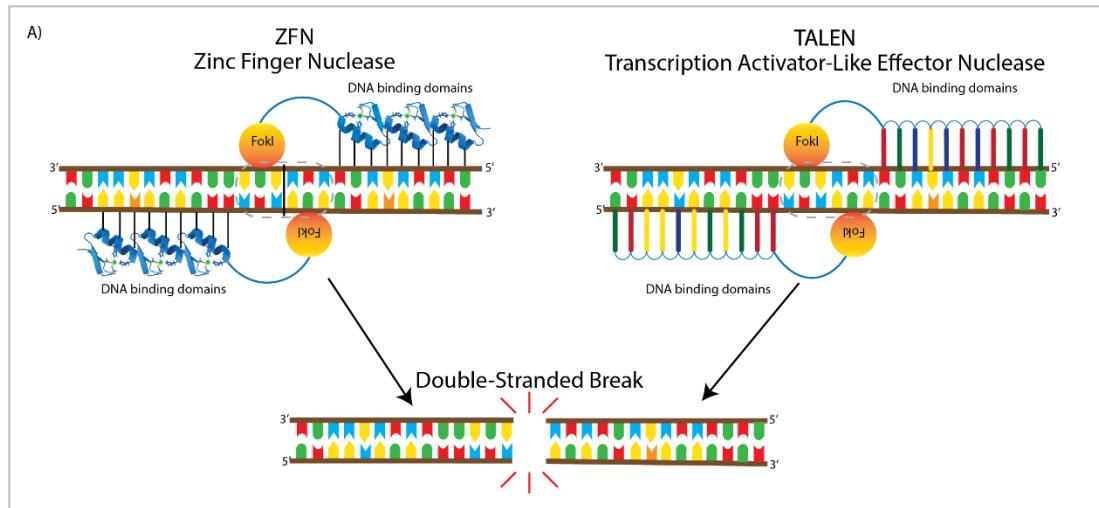 A)
ZFN
Zinc Finger Nuclease
DNA binding domains
FokI
3′
5′
5′
3′
FokI
DNA binding domains
TALEN
Transcription Activator-Like Effector Nuclease
DNA binding domains
FokI
3′
5′
5′
3′
FokI
DNA binding domains
Double-Stranded Break
3′
5′
5′
3′